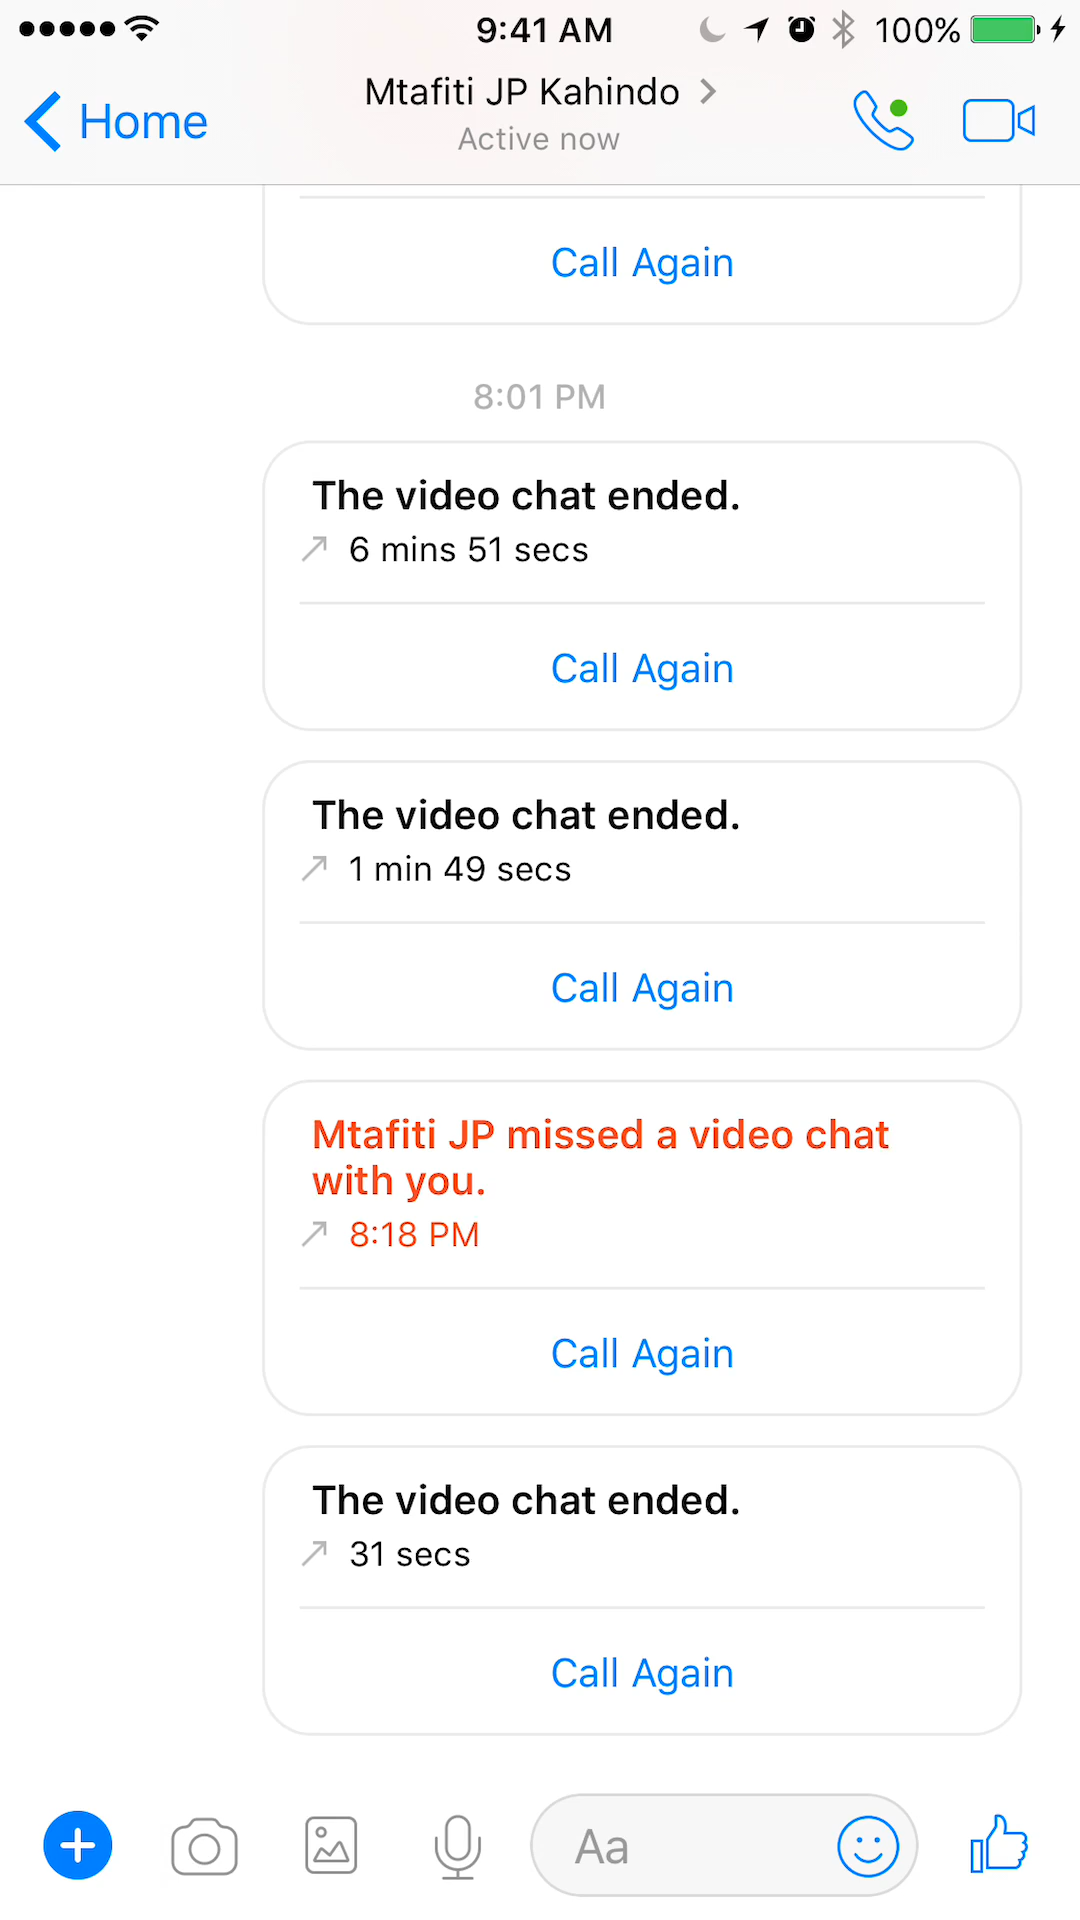 9:41 AM 100%
Home
Mtafiti JP Kahindo
Active now
Call Again
8:01 PM
The video chat ended.
6 mins 51 secs
Call Again
The video chat ended.
1 min 49 secs
Call Again
Mtafiti JP missed a video chat
with you.
8:18 PM
Call Again
The video chat ended.
31 secs
Call Again
Aa